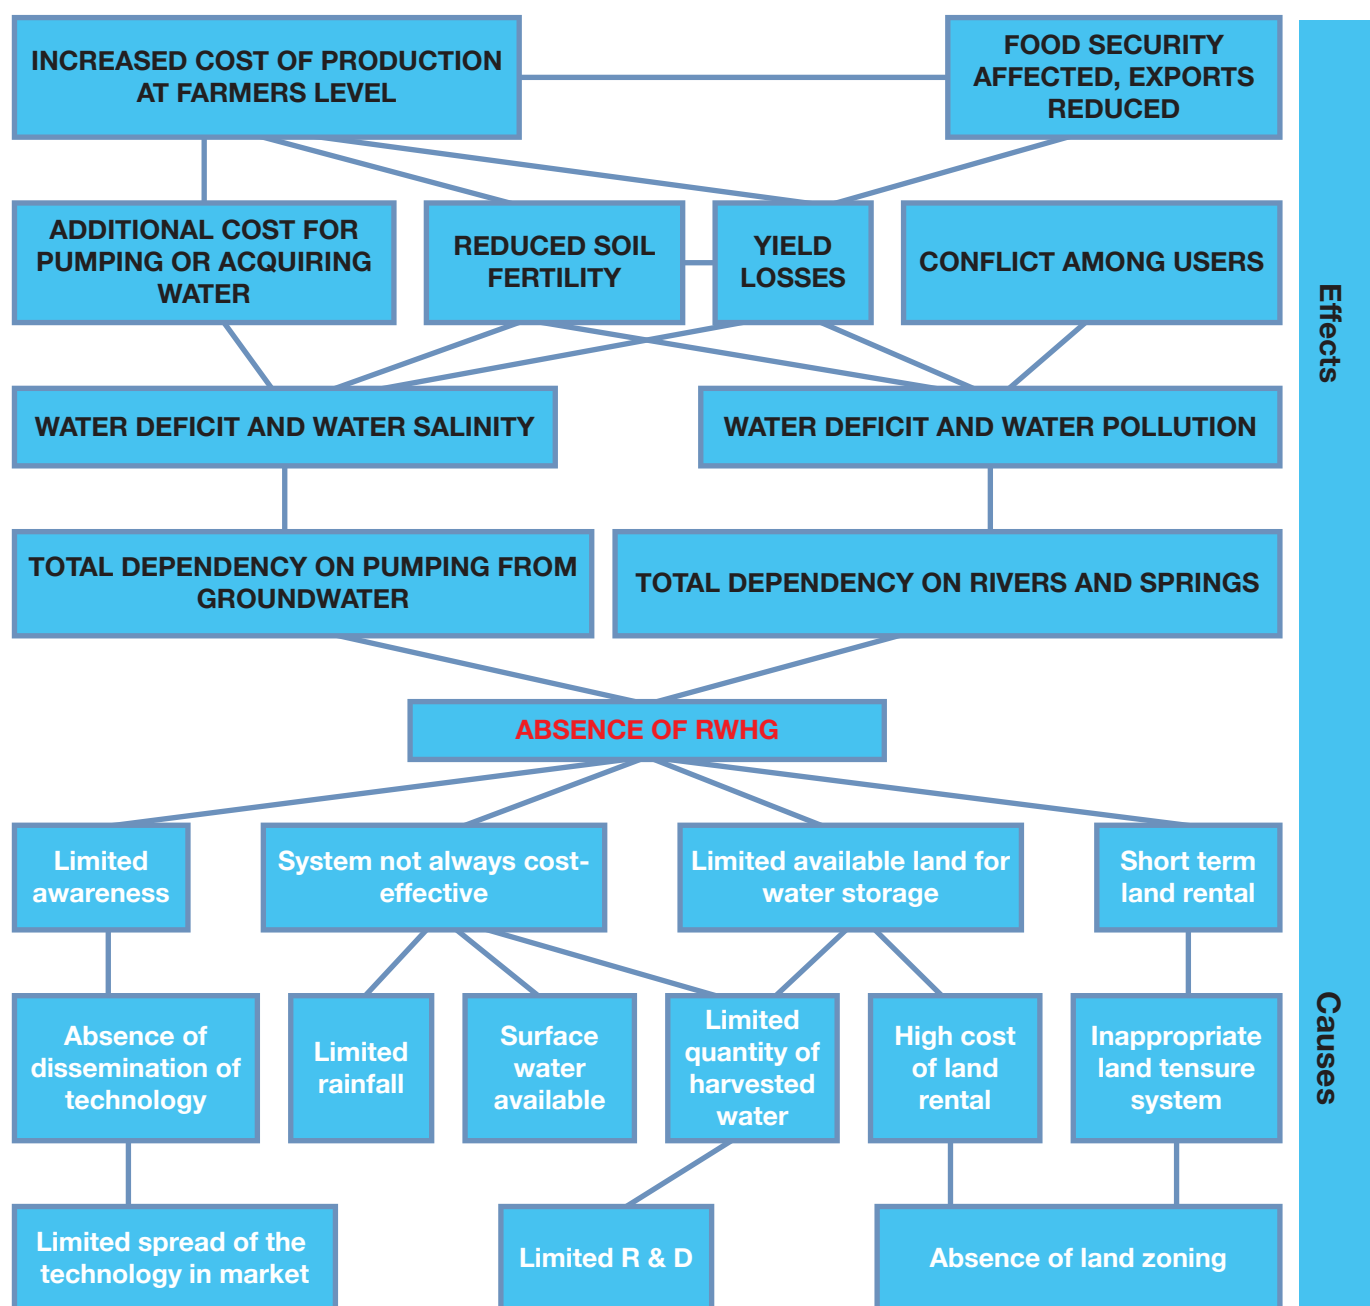 INCREASED COST OF PRODUCTION
AT FARMERS LEVEL
FOOD SECURITY
AFFECTED, EXPORTS
REDUCED
ADDITIONAL COST FOR
PUMPING OR ACQUIRING
WATER
REDUCED SOIL
FERTILITY
YIELD
LOSSES
CONFLICT AMONG USERS
Effects
WATER DEFICIT AND WATER SALINITY
WATER DEFICIT AND WATER POLLUTION
TOTAL DEPENDENCY ON PUMPING FROM
GROUNDWATER
TOTAL DEPENDENCY ON RIVERS AND SPRINGS
ABSENCE OF RWHG
Limited
awareness
System not always cost-
effective
Limited available land for
water storage
Short term
land rental
Absence of
dissemination of
technology
Limited
rainfall
Surface
water
available
Limited
quantity of
harvested
water
High cost
of land
rental
Inappropriate
land tensure
system
Causes
Limited spread of the
technology in market
Limited R & D
Absence of land zoning